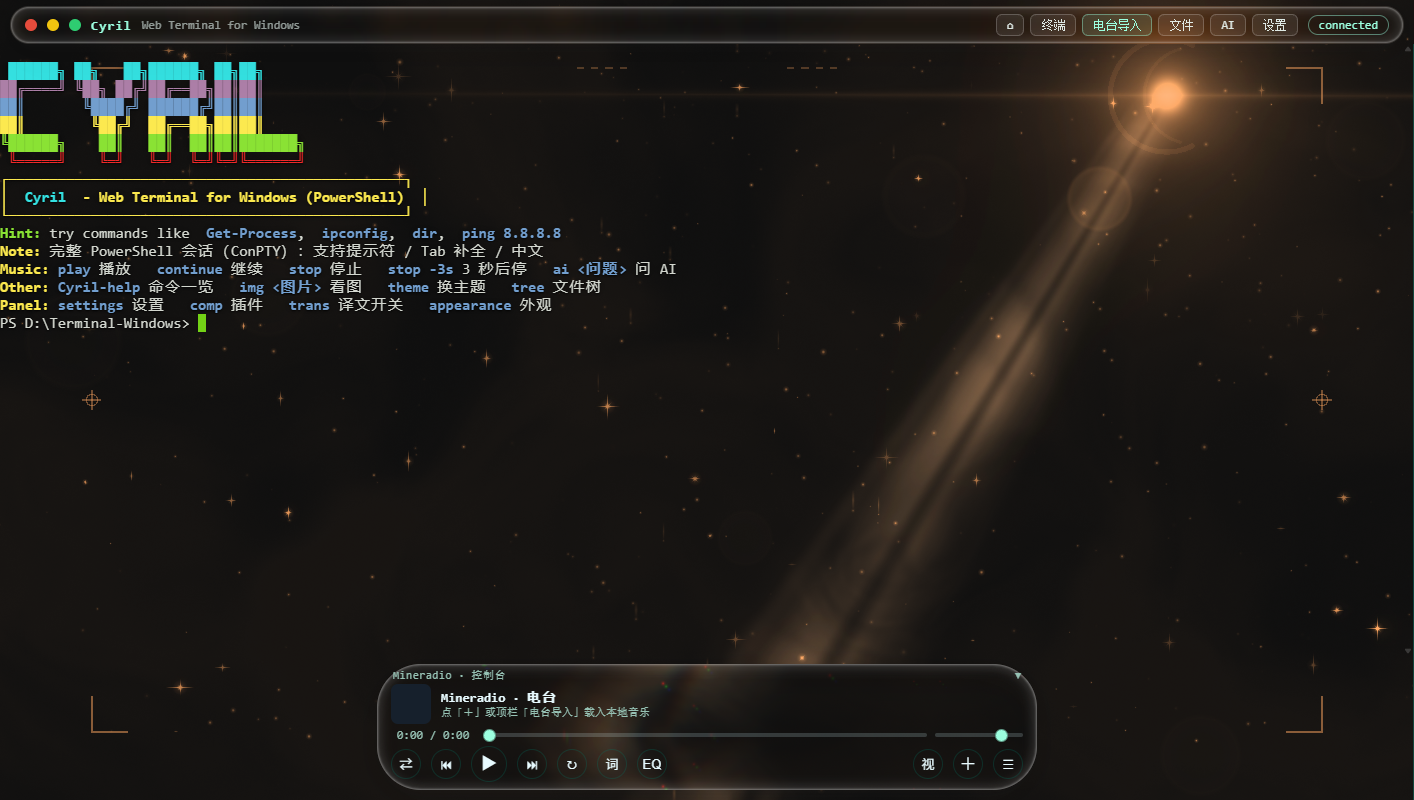 Cyril Web Terminal for Windows ⌂ 终端 电台导入 文件 AI 设置 connected
CYRIL
Cyril - Web Terminal for Windows (PowerShell)
Hint: try commands like Get-Process, ipconfig, dir, ping 8.8.8.8
Note: 完整 PowerShell 会话 (ConPTY) : 支持提示符 / Tab 补全 / 中文
Music: play 播放 continue 继续 stop 停止 stop -3s 3 秒后停 ai <问题> 问 AI
Other: Cyril-help 命令一览 img <图片> 看图 theme 换主题 tree 文件树
Panel: settings 设置 comp 插件 trans 译文开关 appearance 外观
PS D:\Terminal-Windows>
Mineradio · 控制台
Mineradio · 电台
点「＋」或顶栏「电台导入」载入本地音乐
0:00 / 0:00
词 EQ 视